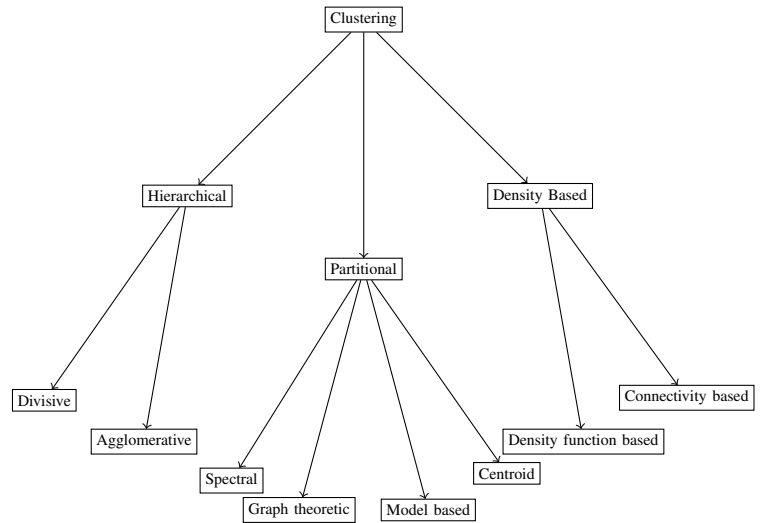 Clustering
Hierarchical
Density Based
Partitional
Divisive
Agglomerative
Spectral
Graph theoretic
Model based
Centroid
Density function based
Connectivity based